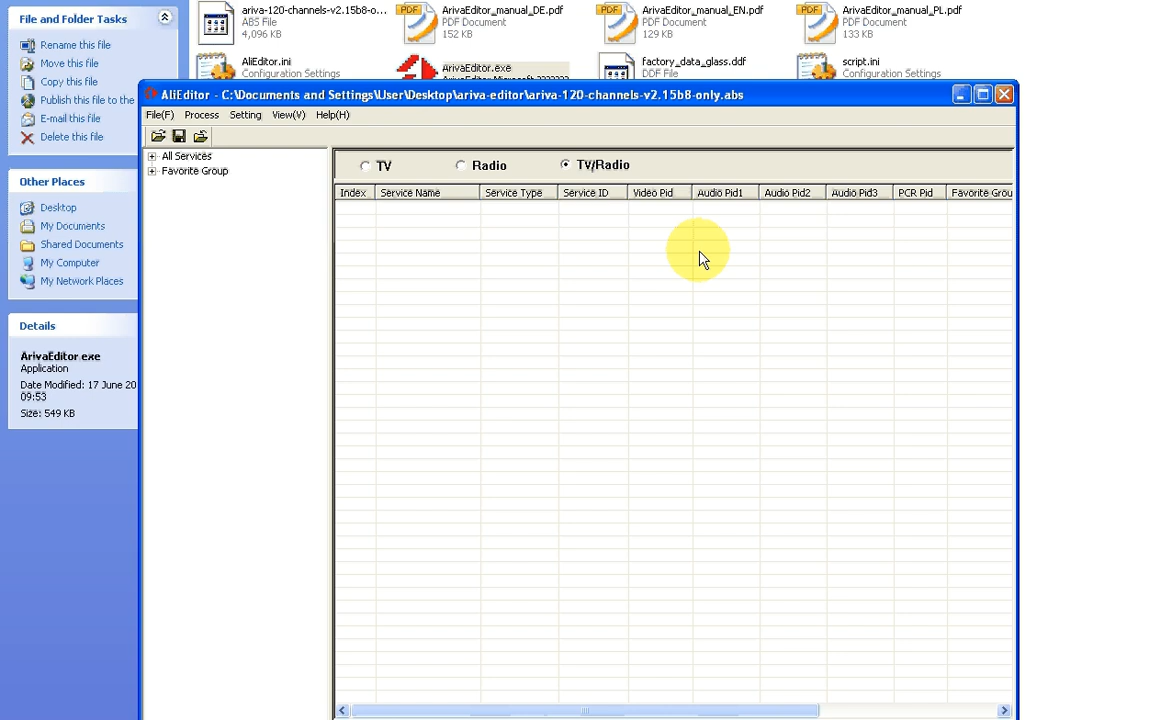 File and Folder Tasks
Rename this file
Move this file
Copy this file
Publish this file to the
E-mail this file
Delete this file
Other Places
Desktop
My Documents
Shared Documents
My Computer
My Network Places
Details
ArivaEditor.exe
Application
Date Modified: 17 June 20
09:53
Size: 549 KB
ariva-120-channels-v2.15b8-o...
ABS File
4,096 KB
PDF
ArivaEditor_manual_DE.pdf
PDF Document
152 KB
PDF
ArivaEditor_manual_EN.pdf
PDF Document
129 KB
PDF
ArivaEditor_manual_PL.pdf
PDF Document
133 KB
AliEditor.ini
Configuration Settings
ArivaEditor.exe
factory_data_glass.ddf
DDF File
script.ini
Configuration Settings
AliEditor - C:\Documents and Settings\User\Desktop\ariva-editor\ariva-120-channels-v2.15b8-only.abs
File(F) Process Setting View(V) Help(H)
All Services
Favorite Group
TV Radio TV/Radio
Index Service Name Service Type Service ID Video Pid Audio Pid1 Audio Pid2 Audio Pid3 PCR Pid Favorite Grou